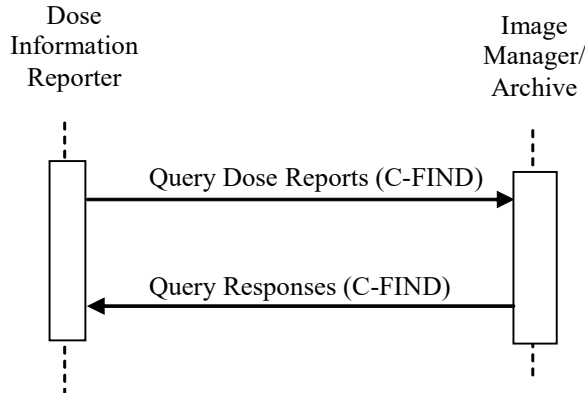 Dose
Information
Reporter
Image
Manager/
Archive
Query Dose Reports (C-FIND)
Query Responses (C-FIND)